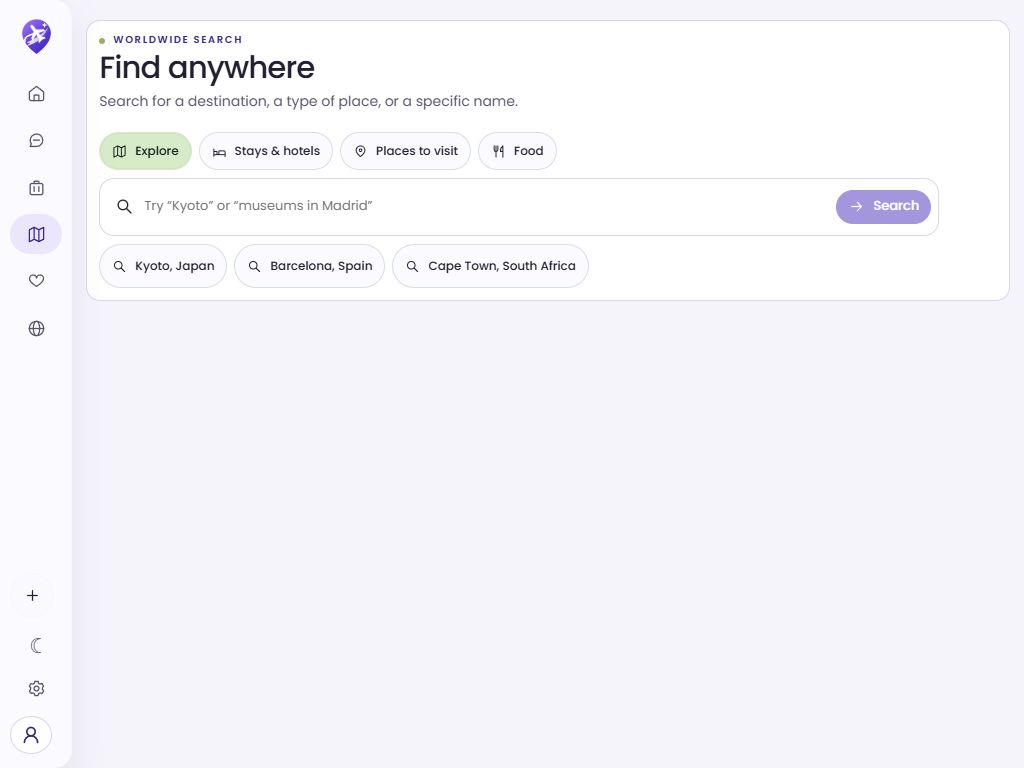 WORLDWIDE SEARCH
Find anywhere
Search for a destination, a type of place, or a specific name.
Explore
Stays & hotels
Places to visit
Food
Try “Kyoto” or “museums in Madrid”
Search
Kyoto, Japan
Barcelona, Spain
Cape Town, South Africa